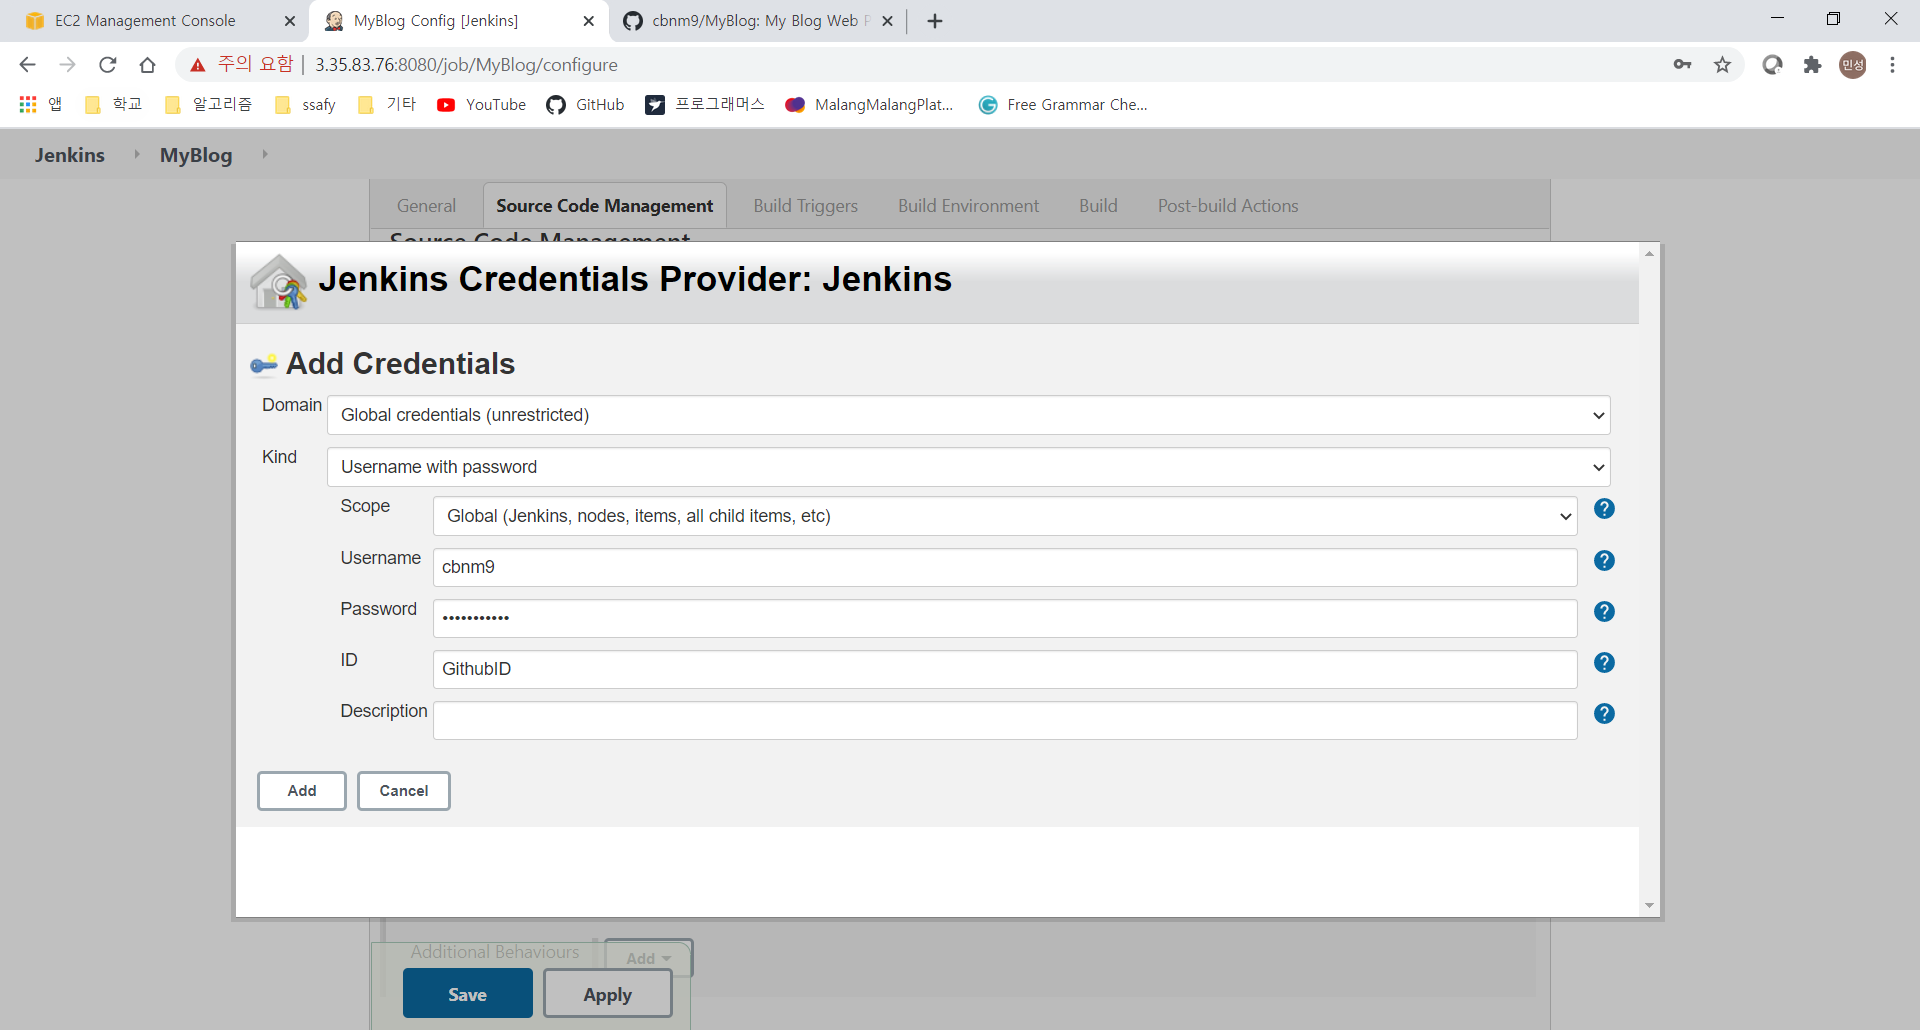 EC2 Management Console
MyBlog Config [Jenkins]
cbnm9/MyBlog: My Blog Web P
주의 요함 | 3.35.83.76:8080/job/MyBlog/configure
민성
앱
학교
알고리즘
ssafy
기타
YouTube
GitHub
프로그래머스
MalangMalangPlat...
Free Grammar Che...
Jenkins
MyBlog
General
Source Code Management
Build Triggers
Build Environment
Build
Post-build Actions
Source Code Management
Jenkins Credentials Provider: Jenkins
Add Credentials
Domain
Global credentials (unrestricted)
Kind
Username with password
Scope
Global (Jenkins, nodes, items, all child items, etc)
Username
cbnm9
Password
•••••••••••
ID
GithubID
Description
Add
Cancel
Additional Behaviours
Add
Save
Apply